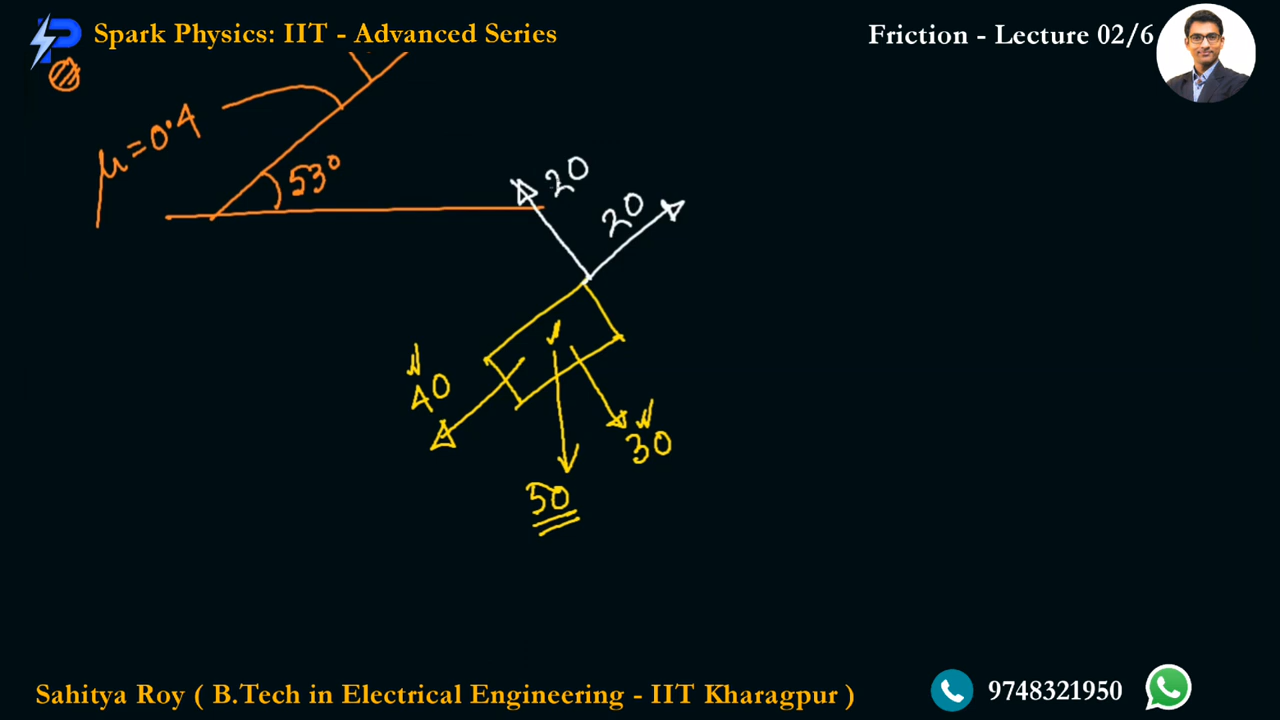 Spark Physics: IIT - Advanced Series
Friction - Lecture 02/6
μ=0.4
53°
20
20
40
30
50
Sahitya Roy ( B.Tech in Electrical Engineering - IIT Kharagpur )
9748321950